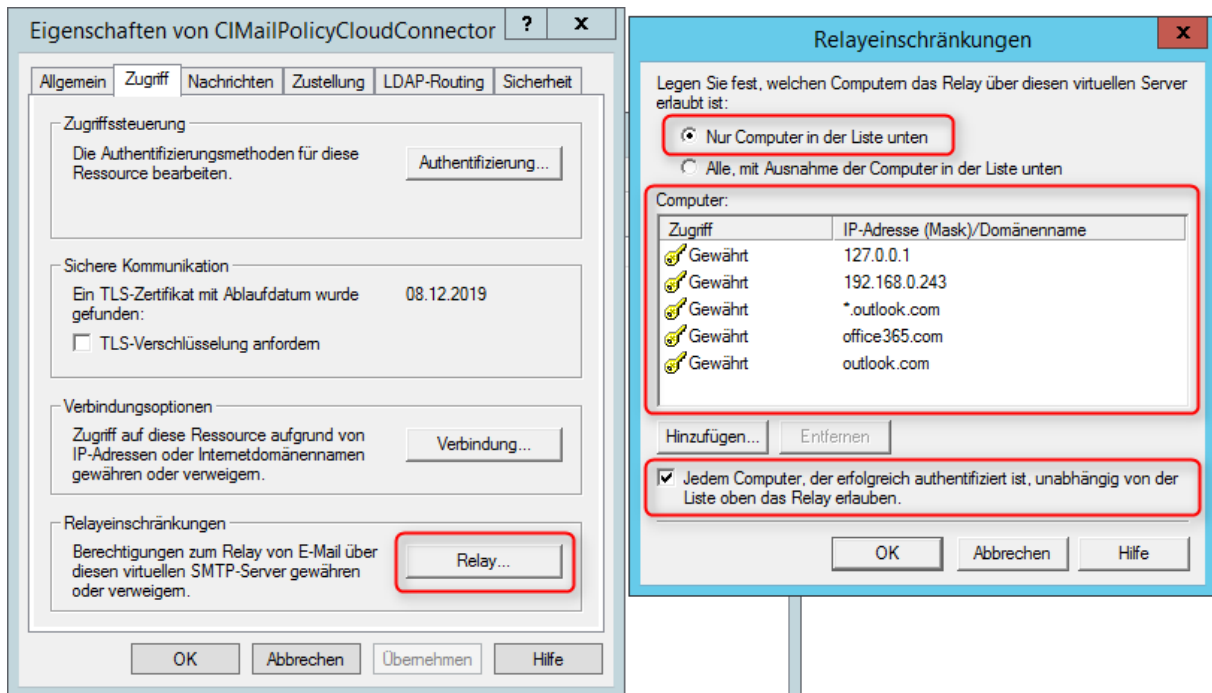 Eigenschaften von CIMailPolicyCloudConnector
? x
Allgemein Zugriff Nachrichten Zustellung LDAP-Routing Sicherheit
Zugriffssteuerung
Die Authentifizierungsmethoden für diese
Ressource bearbeiten.
Authentifizierung...
Sichere Kommunikation
Ein TLS-Zertifikat mit Ablaufdatum wurde
gefunden:
08.12.2019
TLS-Verschlüsselung anfordern
Verbindungsoptionen
Zugriff auf diese Ressource aufgrund von
IP-Adressen oder Internetdomänennamen
gewähren oder verweigern.
Verbindung...
Relayeinschränkungen
Berechtigungen zum Relay von E-Mail über
diesen virtuellen SMTP-Server gewähren
oder verweigern.
Relay...
OK Abbrechen Übernehmen Hilfe
Relayeinschränkungen
x
Legen Sie fest, welchen Computern das Relay über diesen virtuellen Server
erlaubt ist:
Nur Computer in der Liste unten
Alle, mit Ausnahme der Computer in der Liste unten
Computer:
Zugriff IP-Adresse (Mask)/Domänenname
Gewährt 127.0.0.1
Gewährt 192.168.0.243
Gewährt *.outlook.com
Gewährt office365.com
Gewährt outlook.com
Hinzufügen... Entfernen
Jedem Computer, der erfolgreich authentifiziert ist, unabhängig von der
Liste oben das Relay erlauben.
OK Abbrechen Hilfe